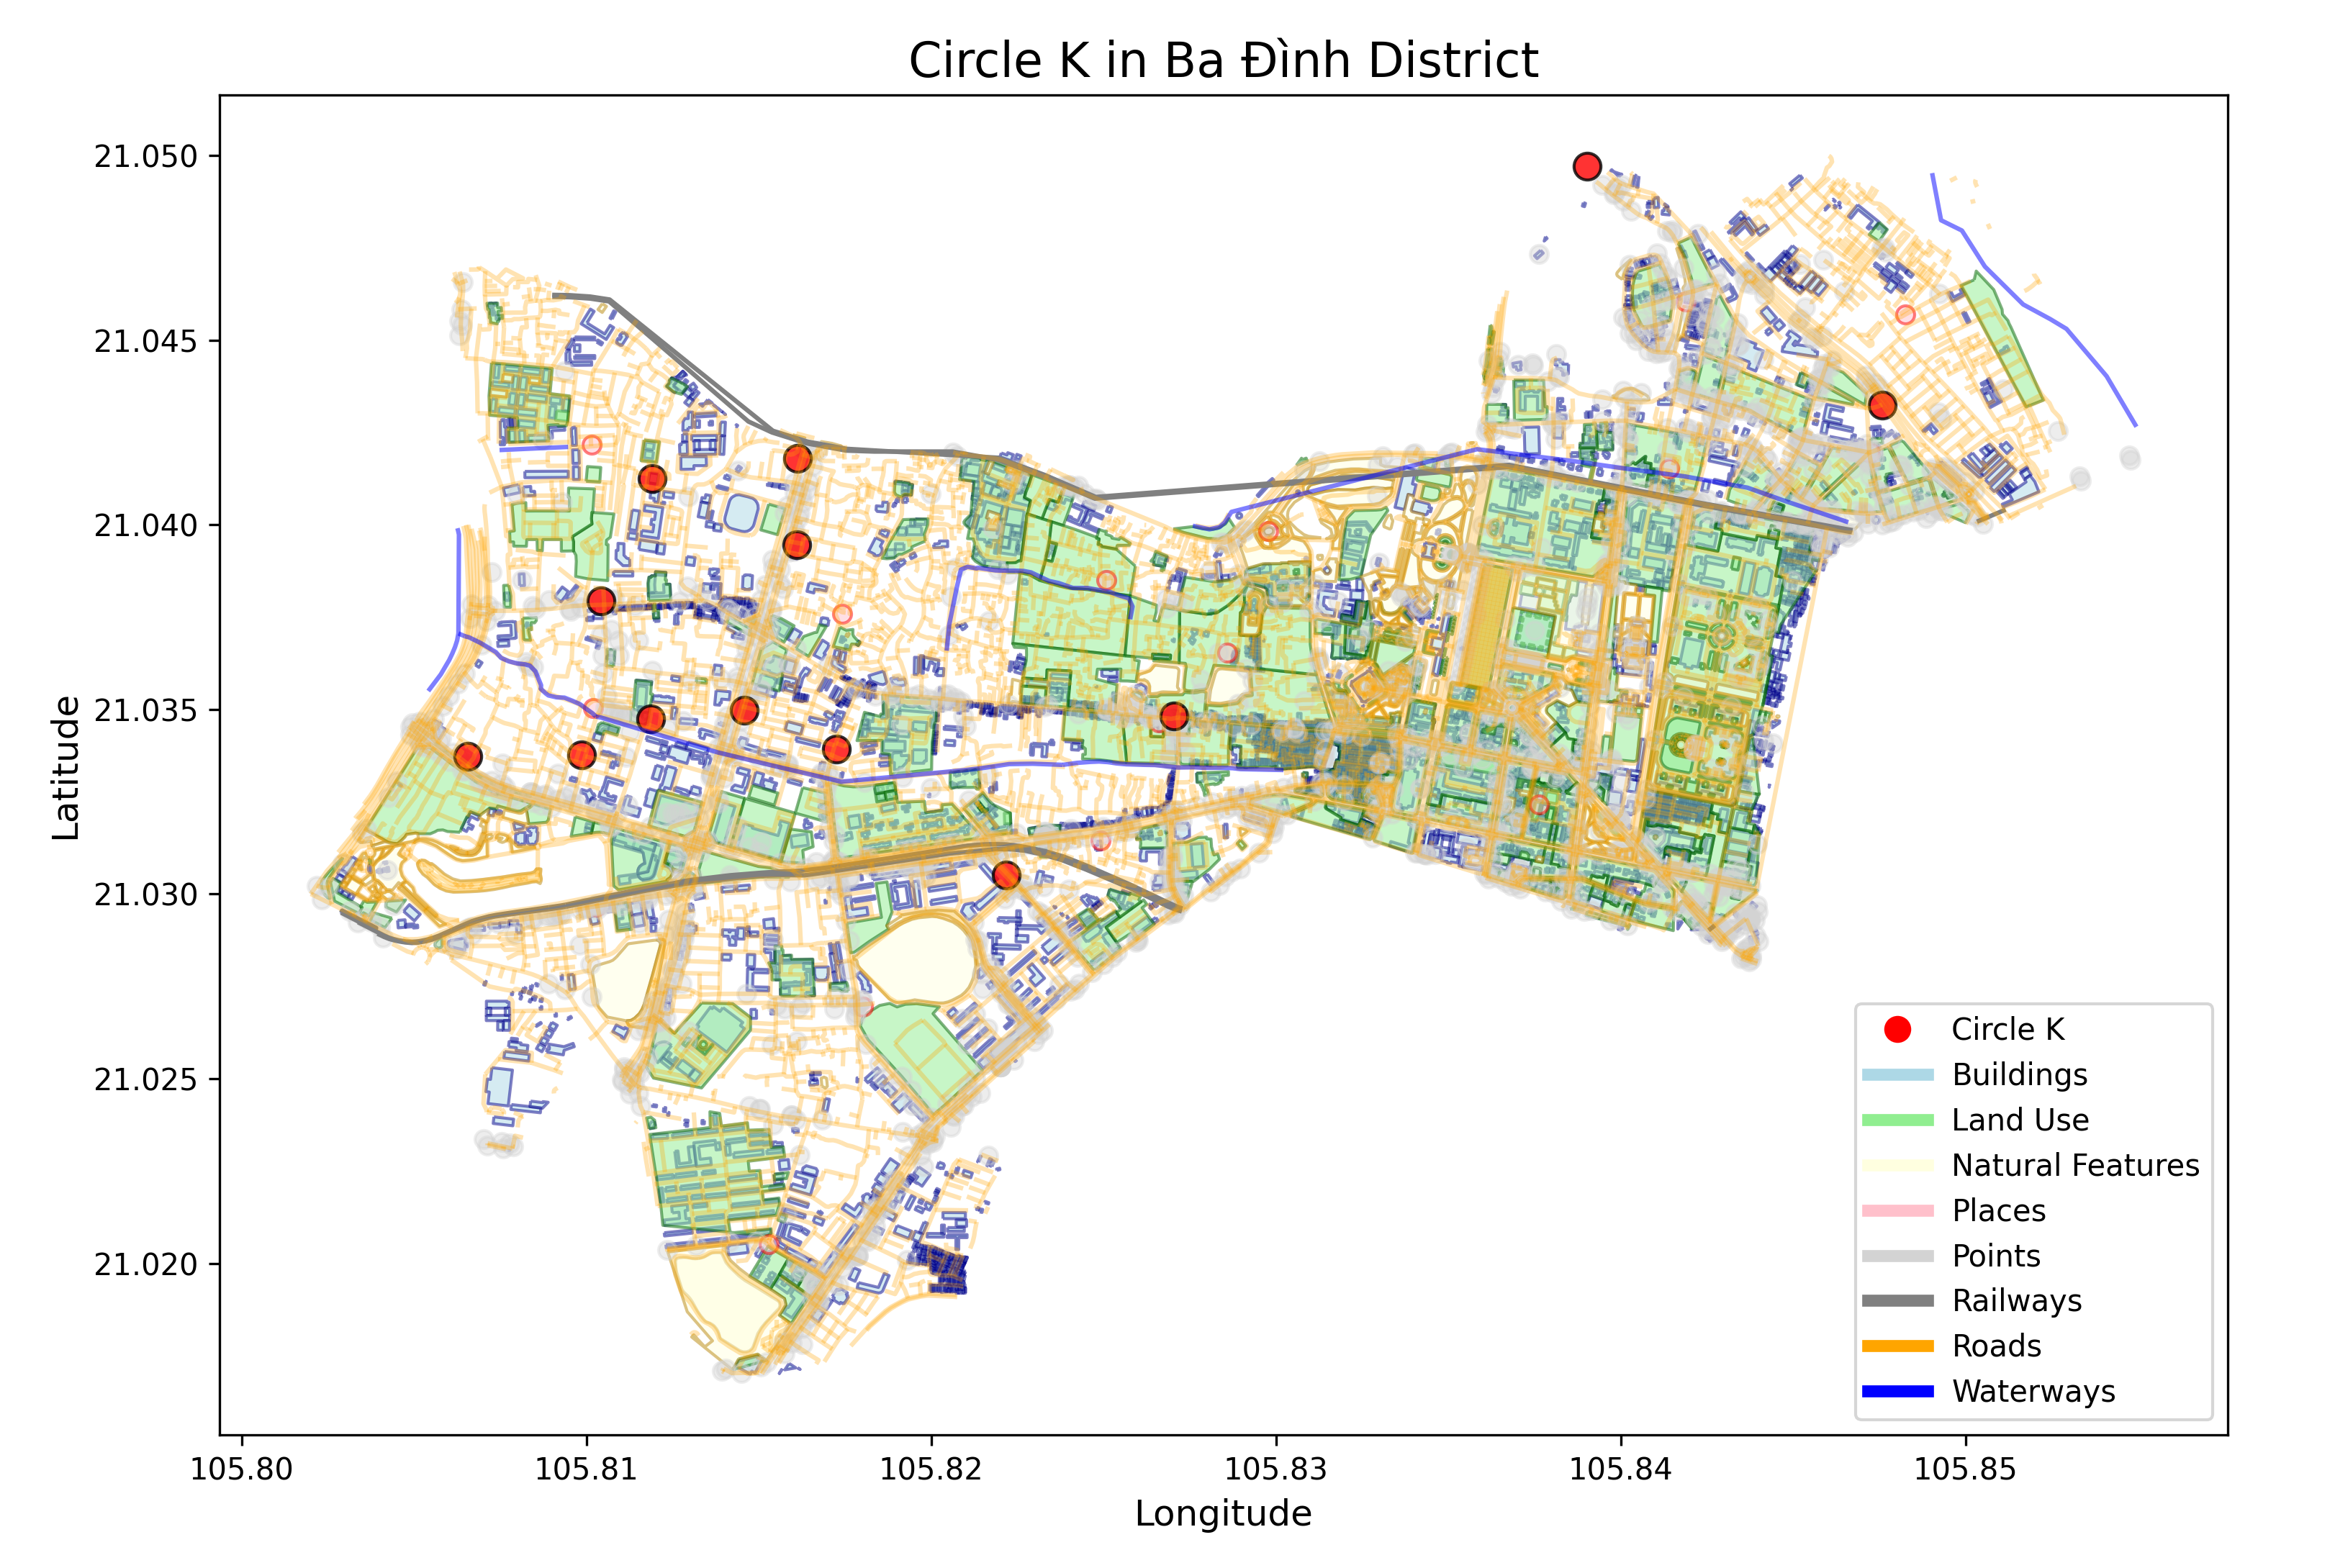 Circle K in Ba Đình District
21.050
21.045
21.040
21.035
21.030
21.025
21.020
Latitude
105.80
105.81
105.82
105.83
105.84
105.85
Longitude
Circle K
Buildings
Land Use
Natural Features
Places
Points
Railways
Roads
Waterways